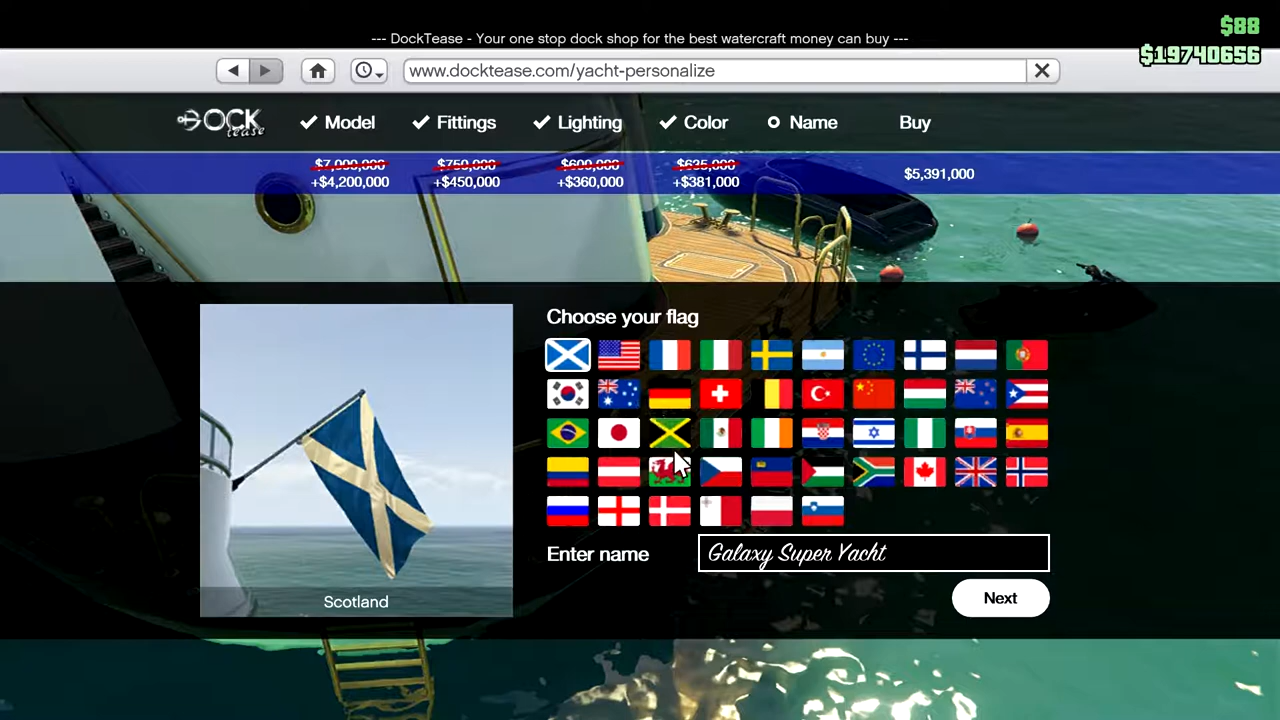 --- DockTease - Your one stop dock shop for the best watercraft money can buy ---
$88
$19740656
www.docktease.com/yacht-personalize
DOCK tease
Model
Fittings
Lighting
Color
Name
Buy
$7,000,000
$750,000
$600,000
$635,000
+$4,200,000
+$450,000
+$360,000
+$381,000
$5,391,000
Choose your flag
Scotland
Enter name
Galaxy Super Yacht
Next